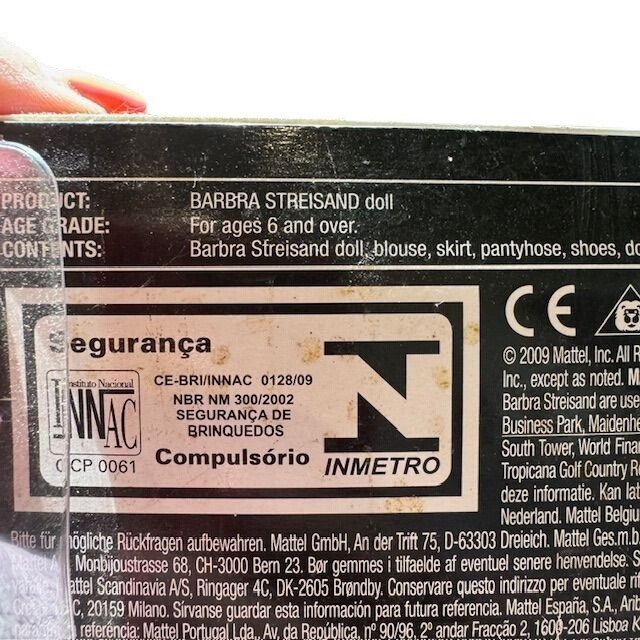 PRODUCT: BARBRA STREISAND doll
AGE GRADE: For ages 6 and over.
CONTENTS: Barbra Streisand doll, blouse, skirt, pantyhose, shoes,
Segurança
Instituto Nacional
INNAC
OCP 0061
CE-BRI/INNAC 0128/09
NBR NM 300/2002
SEGURANÇA DE
BRINQUEDOS
Compulsório
INMETRO
CE
© 2009 Mattel, Inc. All
Inc., except as noted.
Barbra Streisand are use
Business Park, Maidenhe
South Tower, World Finan
Tropicana Golf Country Re
deze informatie. Kan lat
Nederland. Mattel Belgiu
Bitte für mögliche Rückfragen aufbewahren. Mattel GmbH, An der Trift 75, D-63303 Dreieich. Mattel Ges.m.b
Monbijoustrasse 68, CH-3000 Bern 23. Bør gemmes i tilfælde af eventuel senere henvendelse.
Mattel Scandinavia A/S, Ringager 4C, DK-2605 Brøndby. Conservare questo indirizzo per eventuale
20159 Milano. Sírvanse guardar esta información para futura referencia. Mattel España, S.A., Arib
referência: Mattel Portugal Lda., Av. da República, nº 90/96, 2º andar Fracção 2, 1600-206 Lisboa